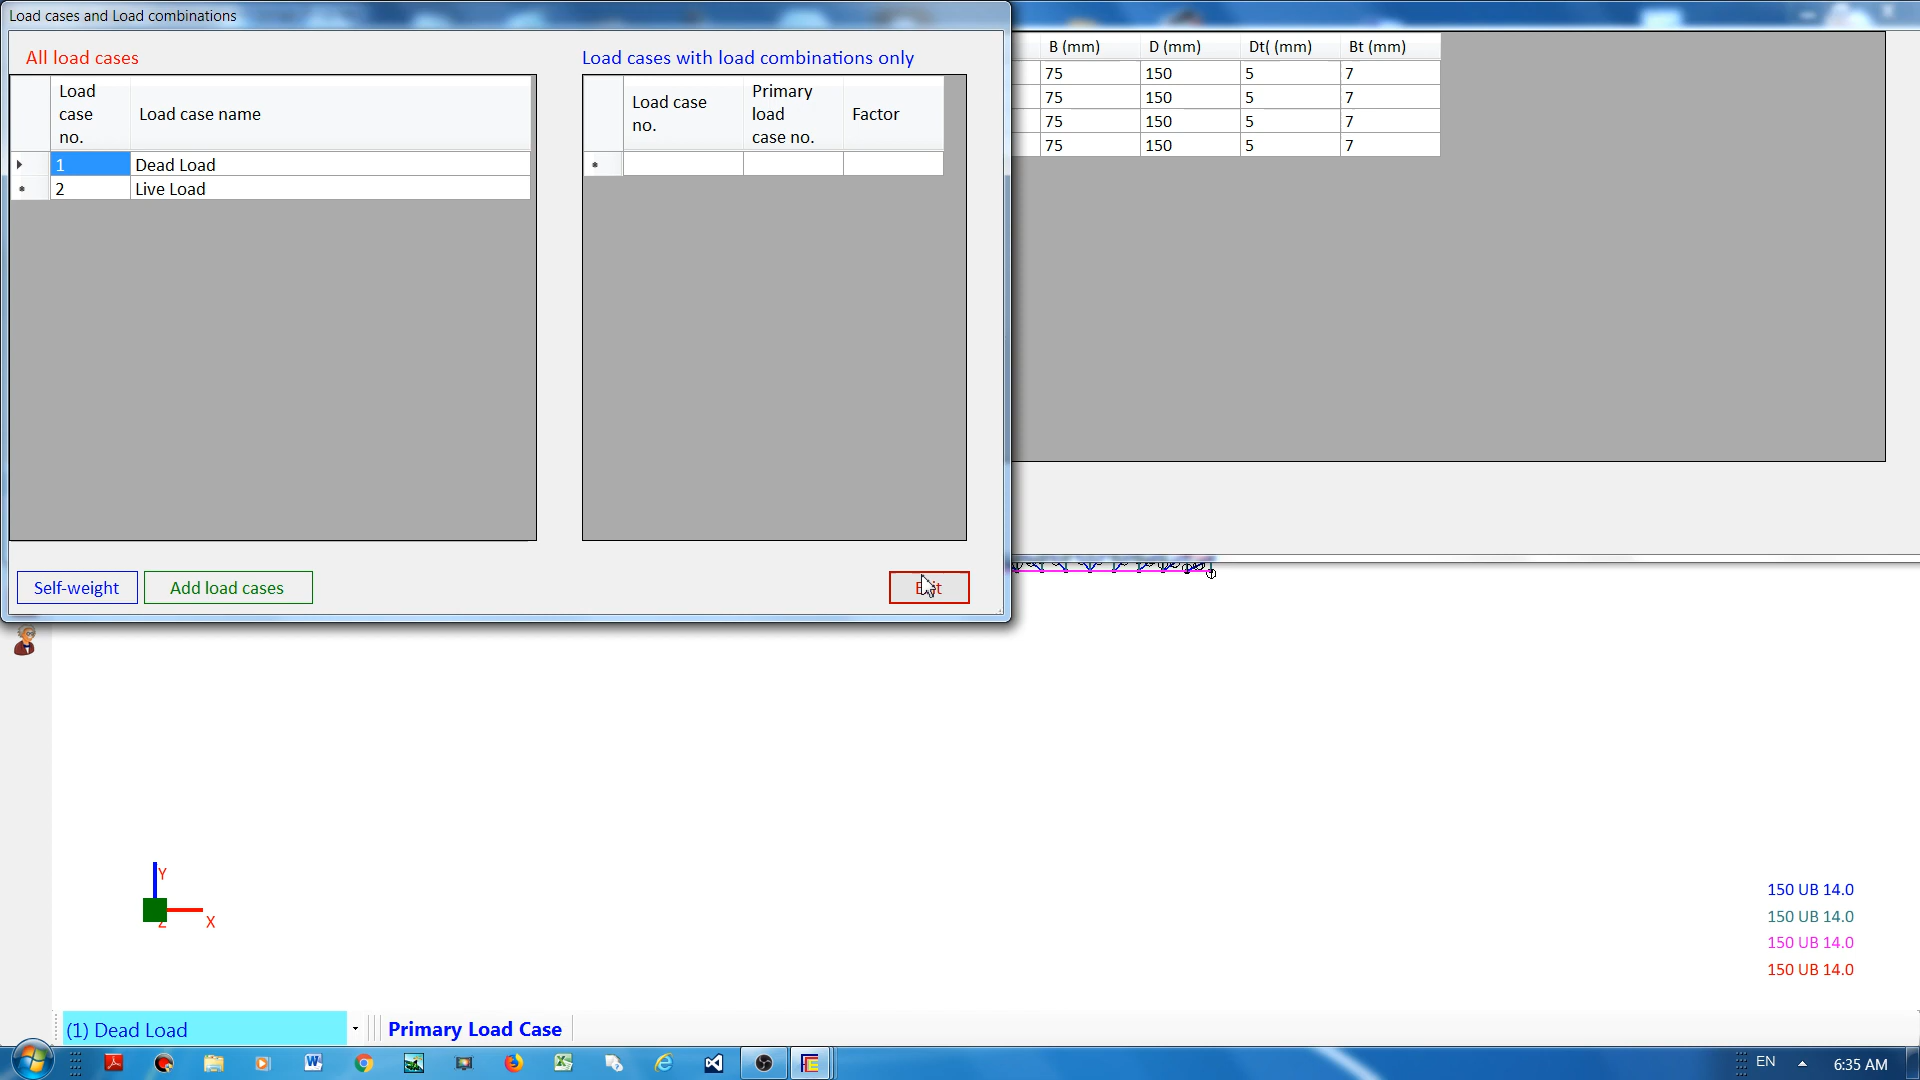 Load cases and Load combinations
All load cases
Load case no.
Load case name
1 Dead Load
2 Live Load
Load cases with load combinations only
Load case no.
Primary load case no.
Factor
B (mm) D (mm) Dt( (mm) Bt (mm)
75 150 5 7
75 150 5 7
75 150 5 7
75 150 5 7
Self-weight
Add load cases
Y
X
Z
150 UB 14.0
150 UB 14.0
150 UB 14.0
150 UB 14.0
(1) Dead Load
Primary Load Case
EN
6:35 AM